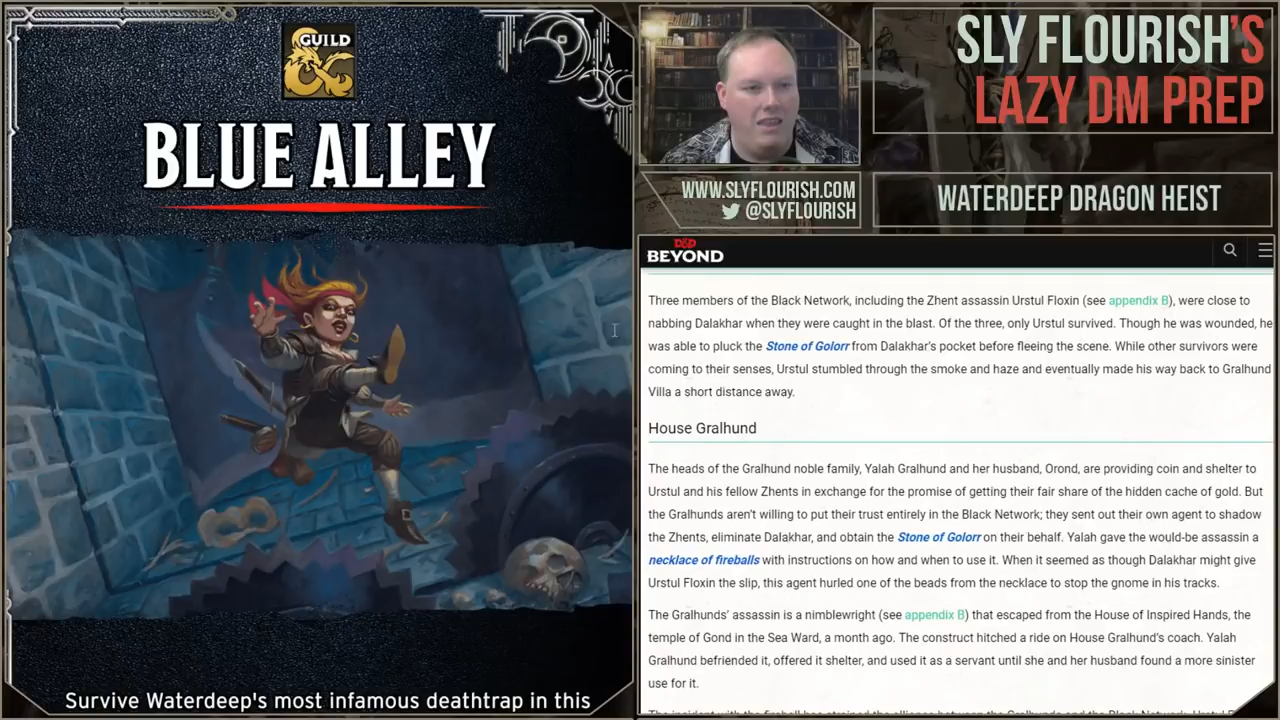 GUILD
BLUE ALLEY
Survive Waterdeep's most infamous deathtrap in this
SLY FLOURISH'S
LAZY DM PREP
WWW.SLYFLOURISH.COM
@SLYFLOURISH
WATERDEEP DRAGON HEIST
D&D
BEYOND
Three members of the Black Network, including the Zhent assassin Urstul Floxin (see appendix B), were close to
nabbing Dalakhar when they were caught in the blast. Of the three, only Urstul survived. Though he was wounded, he
was able to pluck the Stone of Golorr from Dalakhar's pocket before fleeing the scene. While other survivors were
coming to their senses, Urstul stumbled through the smoke and haze and eventually made his way back to Gralhund
Villa a short distance away.
House Gralhund
The heads of the Gralhund noble family, Yalah Gralhund and her husband, Orond, are providing coin and shelter to
Urstul and his fellow Zhents in exchange for the promise of getting their fair share of the hidden cache of gold. But
the Gralhunds aren't willing to put their trust entirely in the Black Network; they sent out their own agent to shadow
the Zhents, eliminate Dalakhar, and obtain the Stone of Golorr on their behalf. Yalah gave the would-be assassin a
necklace of fireballs with instructions on how and when to use it. When it seemed as though Dalakhar might give
Urstul Floxin the slip, this agent hurled one of the beads from the necklace to stop the gnome in his tracks.
The Gralhunds' assassin is a nimblewright (see appendix B) that escaped from the House of Inspired Hands, the
temple of Gond in the Sea Ward, a month ago. The construct hitched a ride on House Gralhund's coach. Yalah
Gralhund befriended it, offered it shelter, and used it as a servant until she and her husband found a more sinister
use for it.